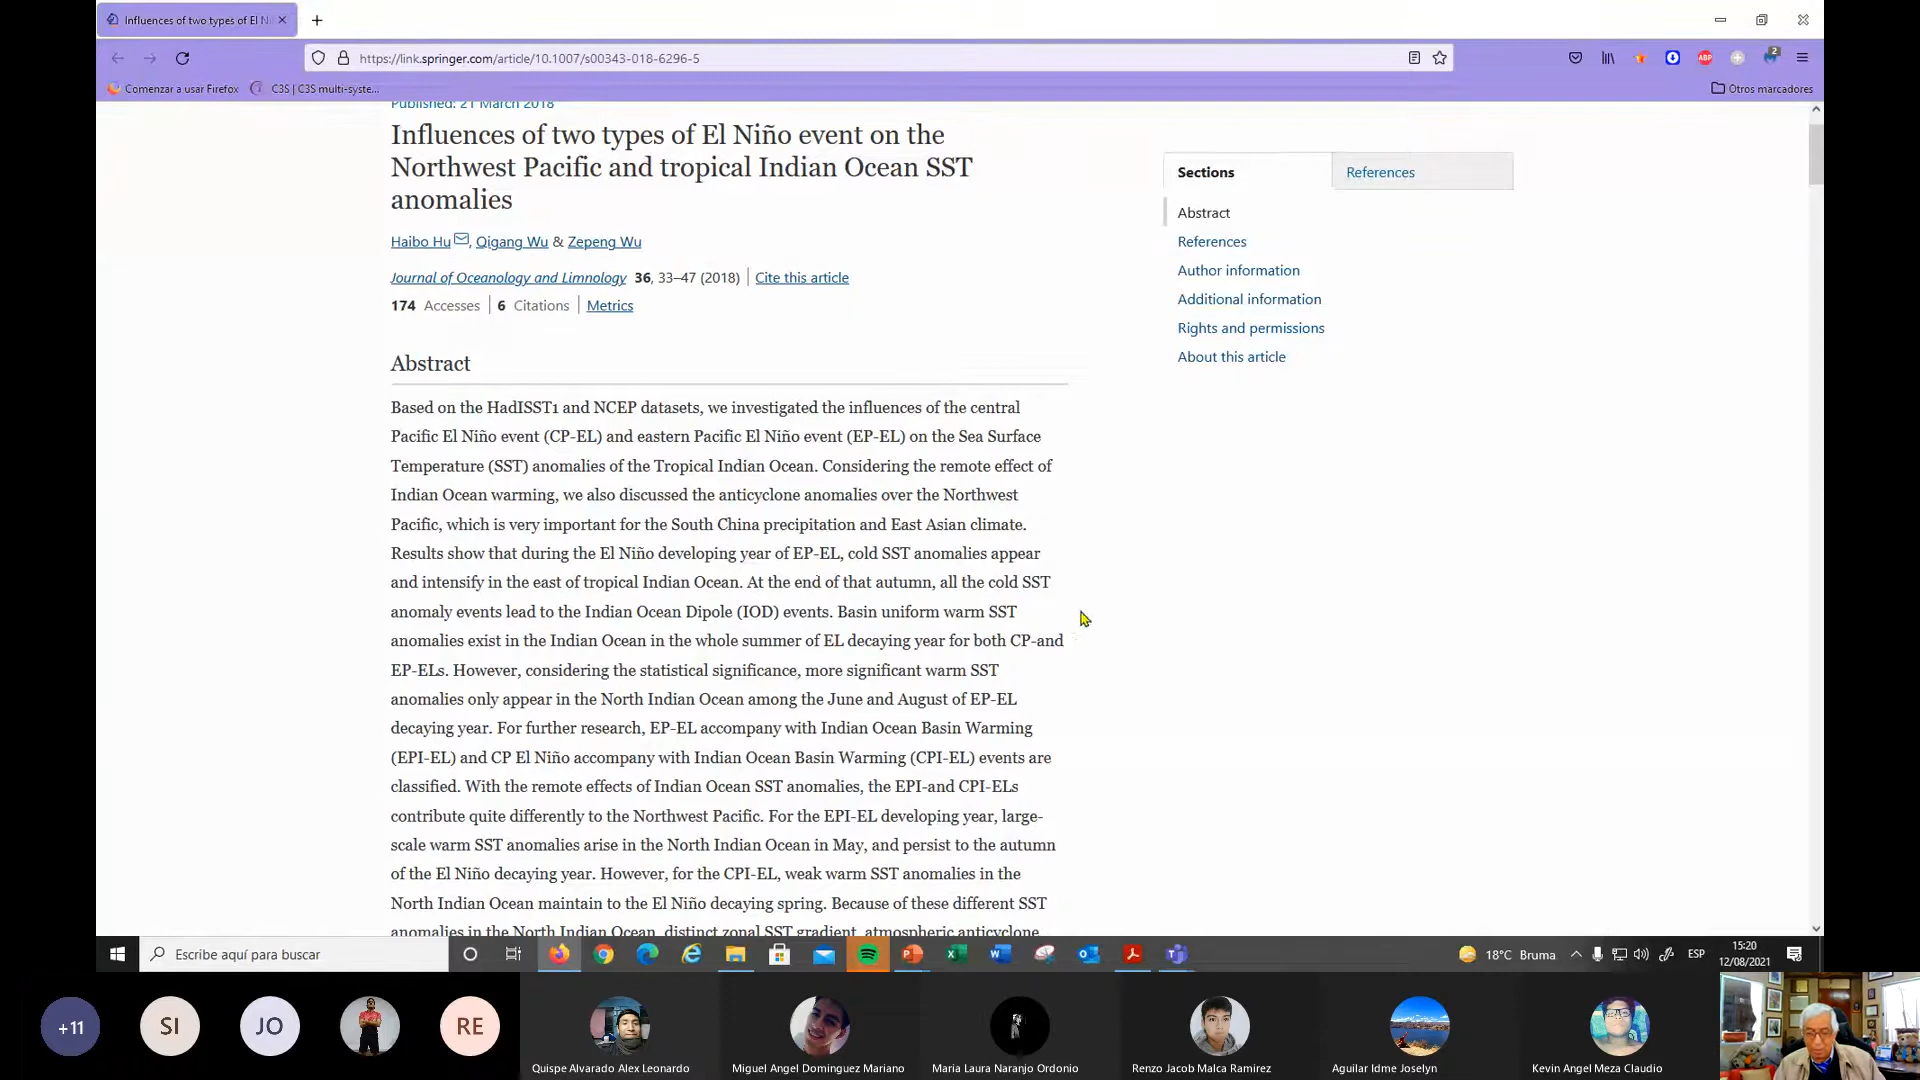 Influences of two types of El Ni
https://link.springer.com/article/10.1007/s00343-018-6296-5
2
Comenzar a usar Firefox
C3S | C3S multi-syste...
Otros marcadores
Published: 21 March 2018
Influences of two types of El Niño event on the
Northwest Pacific and tropical Indian Ocean SST
anomalies
Haibo Hu, Qigang Wu & Zepeng Wu
Journal of Oceanology and Limnology 36, 33–47 (2018) | Cite this article
174 Accesses | 6 Citations | Metrics
Abstract
Based on the HadISST1 and NCEP datasets, we investigated the influences of the central
Pacific El Niño event (CP-EL) and eastern Pacific El Niño event (EP-EL) on the Sea Surface
Temperature (SST) anomalies of the Tropical Indian Ocean. Considering the remote effect of
Indian Ocean warming, we also discussed the anticyclone anomalies over the Northwest
Pacific, which is very important for the South China precipitation and East Asian climate.
Results show that during the El Niño developing year of EP-EL, cold SST anomalies appear
and intensify in the east of tropical Indian Ocean. At the end of that autumn, all the cold SST
anomaly events lead to the Indian Ocean Dipole (IOD) events. Basin uniform warm SST
anomalies exist in the Indian Ocean in the whole summer of EL decaying year for both CP-and
EP-ELs. However, considering the statistical significance, more significant warm SST
anomalies only appear in the North Indian Ocean among the June and August of EP-EL
decaying year. For further research, EP-EL accompany with Indian Ocean Basin Warming
(EPI-EL) and CP El Niño accompany with Indian Ocean Basin Warming (CPI-EL) events are
classified. With the remote effects of Indian Ocean SST anomalies, the EPI-and CPI-ELs
contribute quite differently to the Northwest Pacific. For the EPI-EL developing year, large-
scale warm SST anomalies arise in the North Indian Ocean in May, and persist to the autumn
of the El Niño decaying year. However, for the CPI-EL, weak warm SST anomalies in the
North Indian Ocean maintain to the El Niño decaying spring. Because of these different SST
anomalies in the North Indian Ocean, distinct zonal SST gradient, atmospheric anticyclone
Sections
References
Abstract
References
Author information
Additional information
Rights and permissions
About this article
Escribe aquí para buscar
18°C Bruma
ESP
15:20
12/08/2021
+11
SI
JO
RE
Quispe Alvarado Alex Leonardo
Miguel Angel Dominguez Mariano
Maria Laura Naranjo Ordonio
Renzo Jacob Malca Ramirez
Aguilar Idme Joselyn
Kevin Angel Meza Claudio